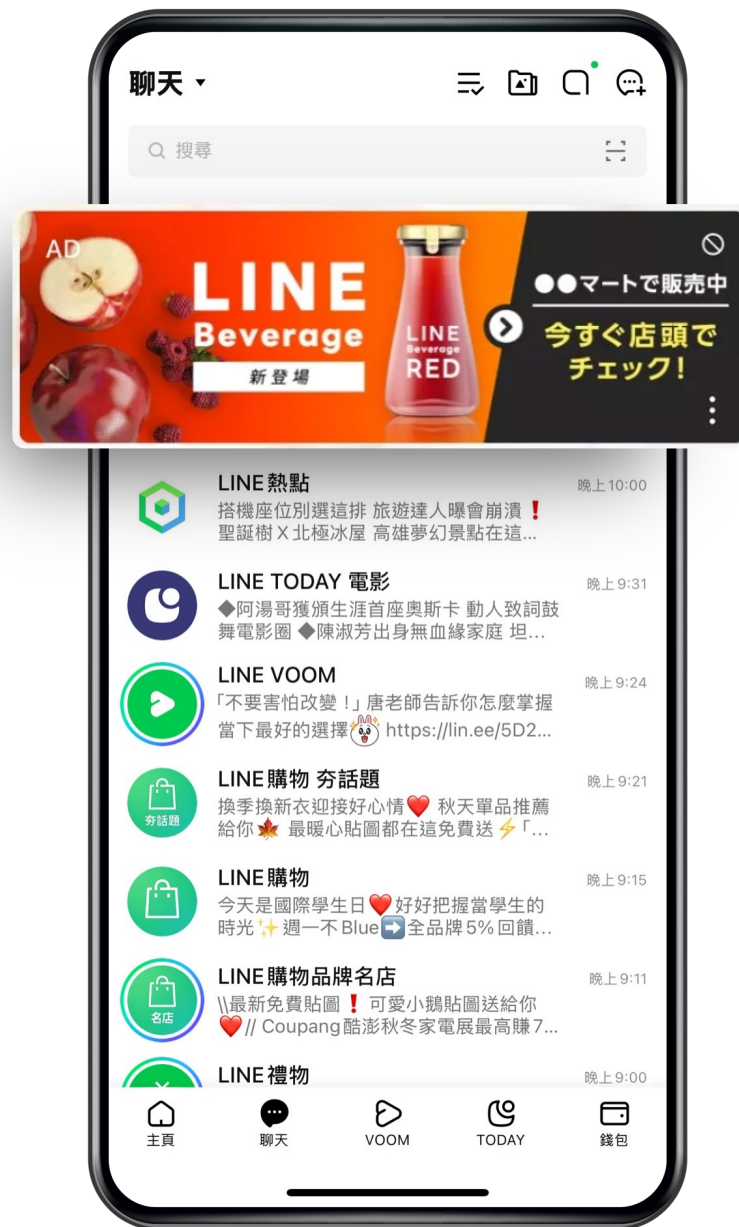 聊天
搜尋
AD
LINE
Beverage
新登場
LINE
Beverage
RED
●●マートで販売中
今すぐ店頭で
チェック!
LINE熱點
晚上10:00
搭機座位別選這排 旅遊達人曝會崩潰❗
聖誕樹X北極冰屋 高雄夢幻景點在這...
LINE TODAY 電影
晚上9:31
◆阿湯哥獲頒生涯首座奧斯卡 動人致詞鼓
舞電影圈 ◆陳淑芳出身無血緣家庭 坦...
LINE VOOM
晚上9:24
「不要害怕改變!」唐老師告訴你怎麼掌握
當下最好的選擇 https://lin.ee/5D2...
LINE購物 夯話題
晚上9:21
夯話題
換季換新衣迎接好心情❤️ 秋天單品推薦
給你🍁 最暖心貼圖都在這免費送⚡「...
LINE購物
晚上9:15
今天是國際學生日❤️好好把握當學生的
時光✨週一不Blue➡️全品牌5%回饋...
LINE購物品牌名店
晚上9:11
名店
\\最新免費貼圖❗可愛小鵝貼圖送給你
❤️// Coupang酷澎秋冬家電展最高賺7...
LINE禮物
晚上9:00
主頁
聊天
VOOM
TODAY
錢包